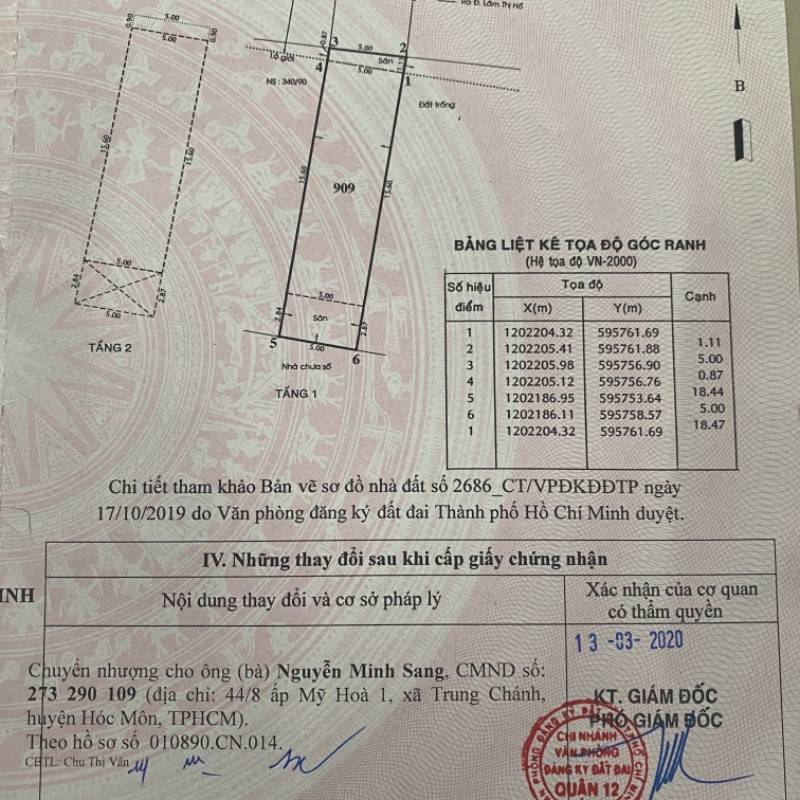 Ra Đ. Lâm Thị Hố
5.00
0.90
0.90
5.00
15.60
15.60
5.00
2.84
2.87
5.00
TẦNG 2
0.87
3
5.00
2
Sân
Lộ giới
4
5.00
1.11
1
NS : 340/90
Đất trống
15.60
909
15.60
5.00
2.84
Sân
2.87
5
5.00
6
Nhà chưa số
TẦNG 1
B
BẢNG LIỆT KÊ TỌA ĐỘ GÓC RANH
(Hệ tọa độ VN-2000)
Số hiệu điểm Tọa độ Cạnh
X(m) Y(m)
1 1202204.32 595761.69
1.11
2 1202205.41 595761.88
5.00
3 1202205.98 595756.90
0.87
4 1202205.12 595756.76
18.44
5 1202186.95 595753.64
5.00
6 1202186.11 595758.57
18.47
1 1202204.32 595761.69
Chi tiết tham khảo Bản vẽ sơ đồ nhà đất số 2686_CT/VPĐKĐĐTP ngày
17/10/2019 do Văn phòng đăng ký đất đai Thành phố Hồ Chí Minh duyệt.
IV. Những thay đổi sau khi cấp giấy chứng nhận
INH
Nội dung thay đổi và cơ sở pháp lý
Xác nhận của cơ quan
có thẩm quyền
13 -03- 2020
Chuyển nhượng cho ông (bà) Nguyễn Minh Sang, CMND số:
273 290 109 (địa chỉ: 44/8 ấp Mỹ Hoà 1, xã Trung Chánh,
huyện Hóc Môn, TPHCM).
Theo hồ sơ số 010890.CN.014.
CBTL: Chu Thị Vân
KT. GIÁM ĐỐC
PHÓ GIÁM ĐỐC
CHI NHÁNH
VĂN PHÒNG
ĐĂNG KÝ ĐẤT ĐAI
QUẬN 12